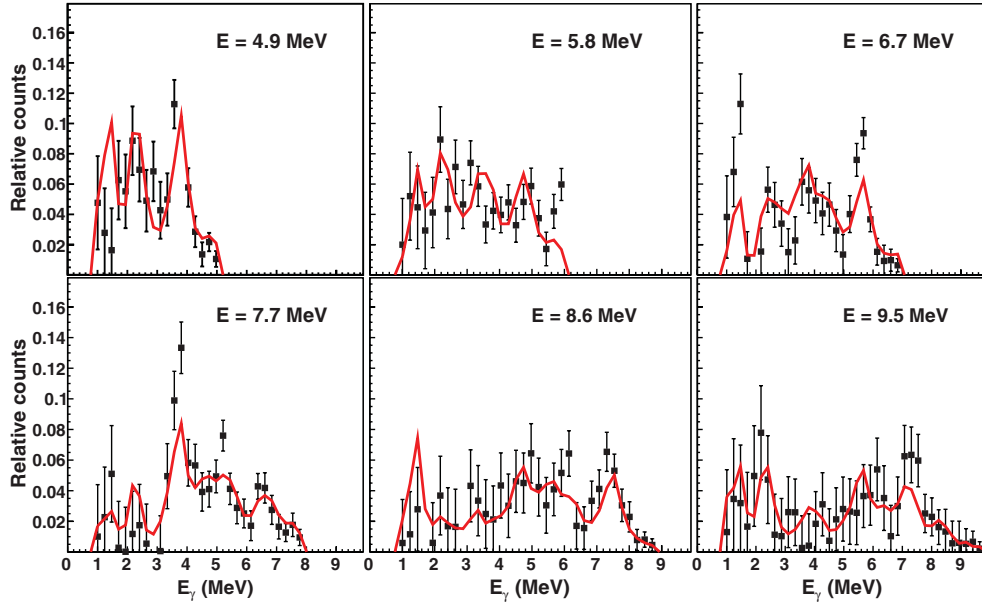 Relative counts
0.16
0.14
0.12
0.10
0.08
0.06
0.04
0.02
E = 4.9 MeV
E = 5.8 MeV
E = 6.7 MeV
Relative counts
0.16
0.14
0.12
0.1
0.08
0.06
0.04
0.02
E = 7.7 MeV
E = 8.6 MeV
E = 9.5 MeV
0 1 2 3 4 5 6 7 8 9
0 1 2 3 4 5 6 7 8 9
0 1 2 3 4 5 6 7 8 9
Eγ (MeV)
Eγ (MeV)
Eγ (MeV)